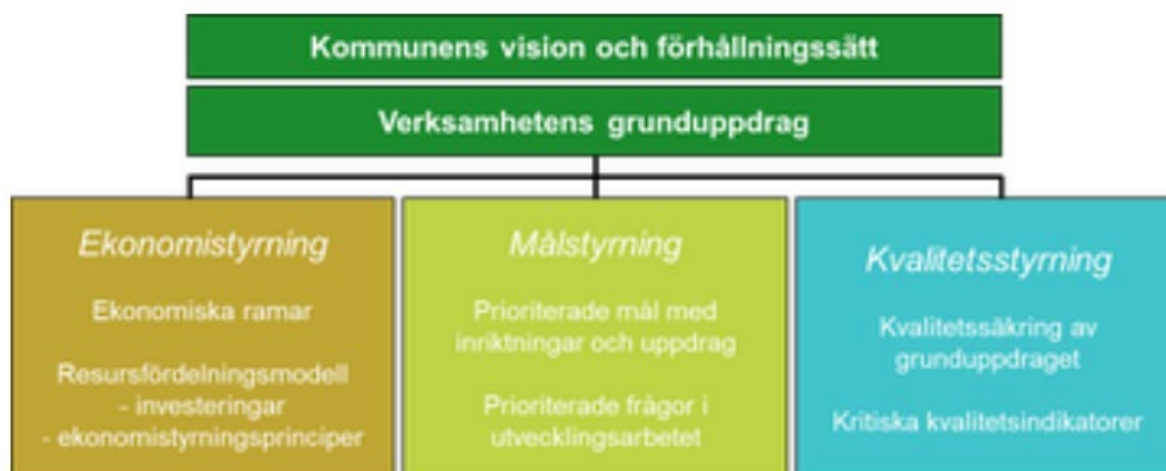 Kommunens vision och förhållningssätt
Verksamhetens grunduppdrag
Ekonomistyrning
Ekonomiska ramar
Resursfördelningsmodell
- investeringar
- ekonomistyrningsprinciper
Målstyrning
Prioriterade mål med
inriktningar och uppdrag
Prioriterade frågor i
utvecklingsarbetet
Kvalitetsstyrning
Kvalitetssäkring av
grunduppdraget
Kritiska kvalitetsindikatorer